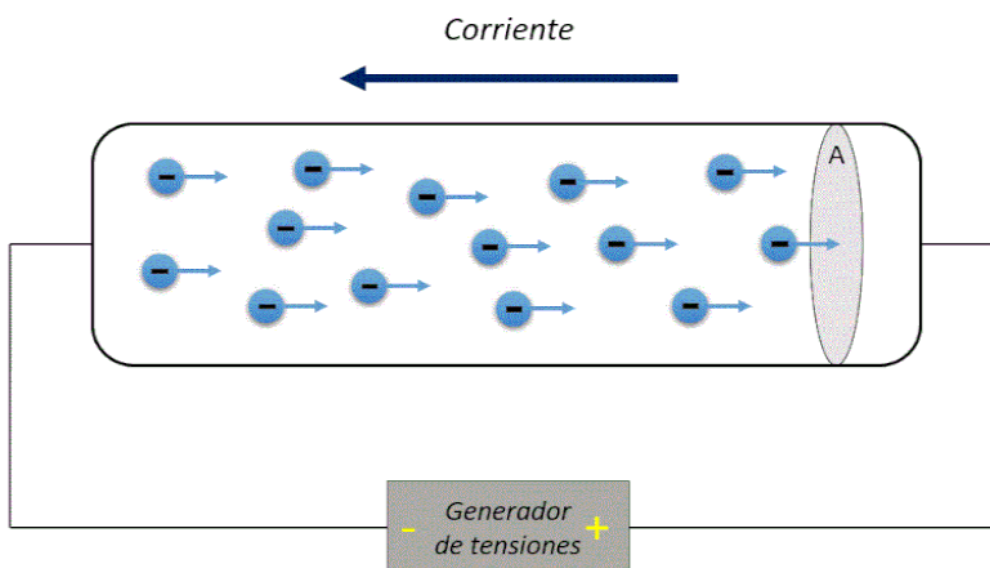 Corriente
A
- Generador +
de tensiones